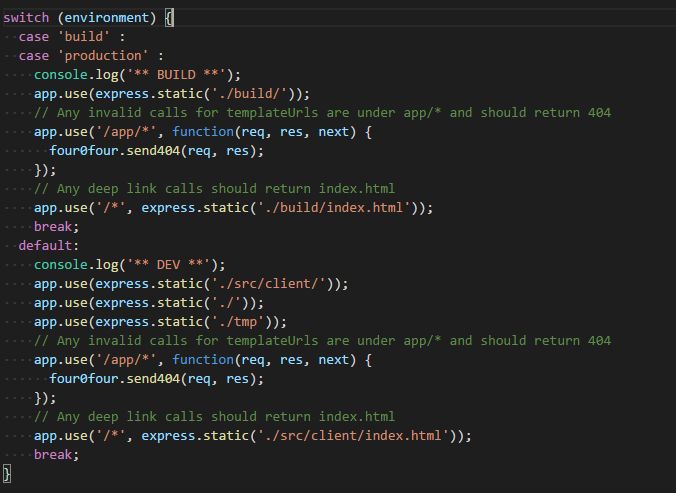 switch (environment) {
  case 'build' :
  case 'production' :
    console.log('** BUILD **');
    app.use(express.static('./build/'));
    // Any invalid calls for templateUrls are under app/* and should return 404
    app.use('/app/*', function(req, res, next) {
      four0four.send404(req, res);
    });
    // Any deep link calls should return index.html
    app.use('/*', express.static('./build/index.html'));
    break;
  default:
    console.log('** DEV **');
    app.use(express.static('./src/client/'));
    app.use(express.static('./'));
    app.use(express.static('./tmp'));
    // Any invalid calls for templateUrls are under app/* and should return 404
    app.use('/app/*', function(req, res, next) {
      four0four.send404(req, res);
    });
    // Any deep link calls should return index.html
    app.use('/*', express.static('./src/client/index.html'));
    break;
}